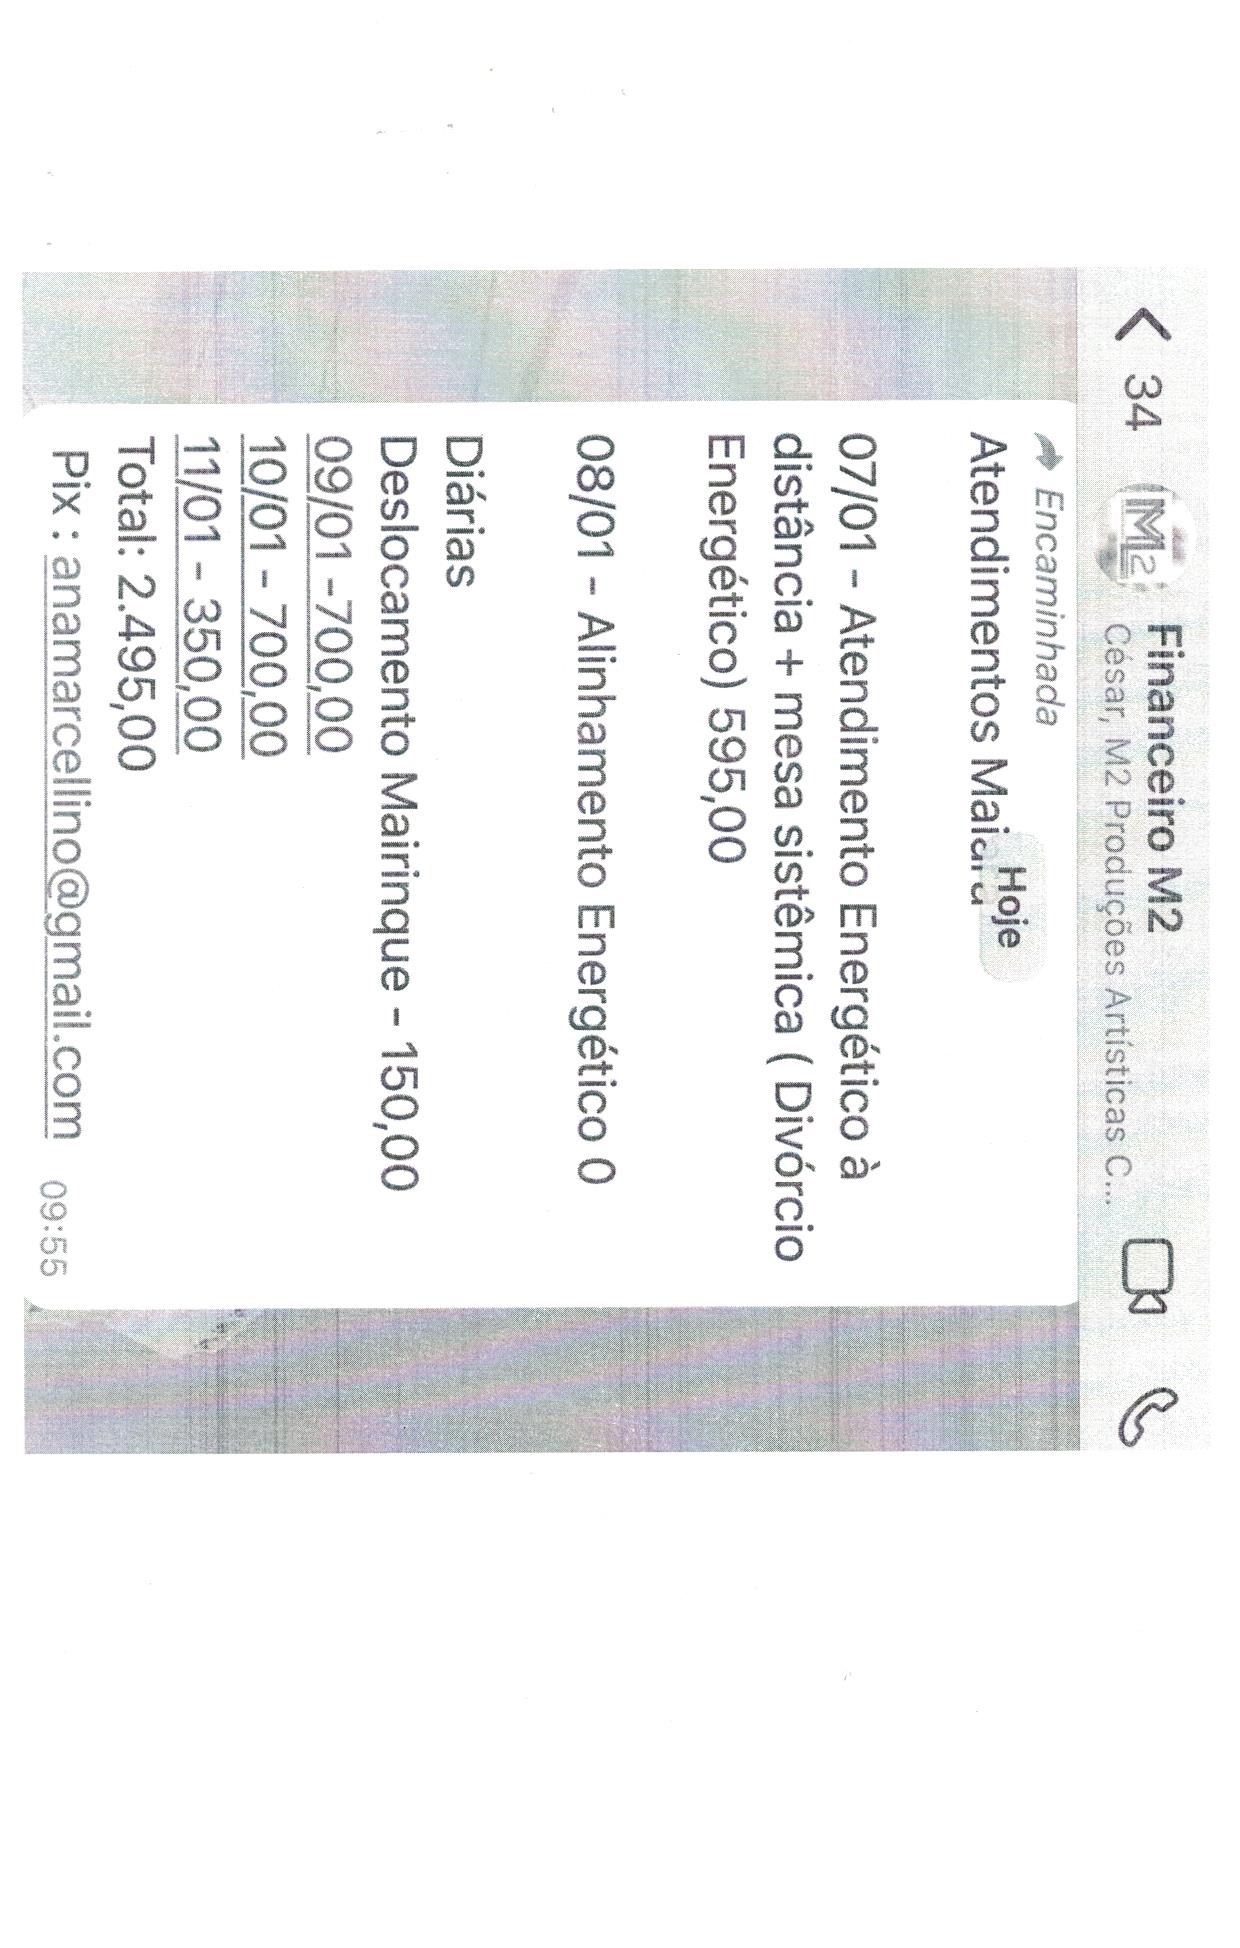 34
M2
Financeiro M2
César, M2 Produções Artísticas C...
Encaminhada
Hoje
Atendimentos
07/01 - Atendimento Energético à
distância + mesa sistêmica ( Divórcio
Energético) 595,00
08/01 - Alinhamento Energético 0
Diárias
Deslocamento Mairinque - 150,00
09/01 -700,00
10/01 - 700,00
11/01 - 350,00
Total: 2.495,00
Pix : anamarcellino@gmail.com 09:55